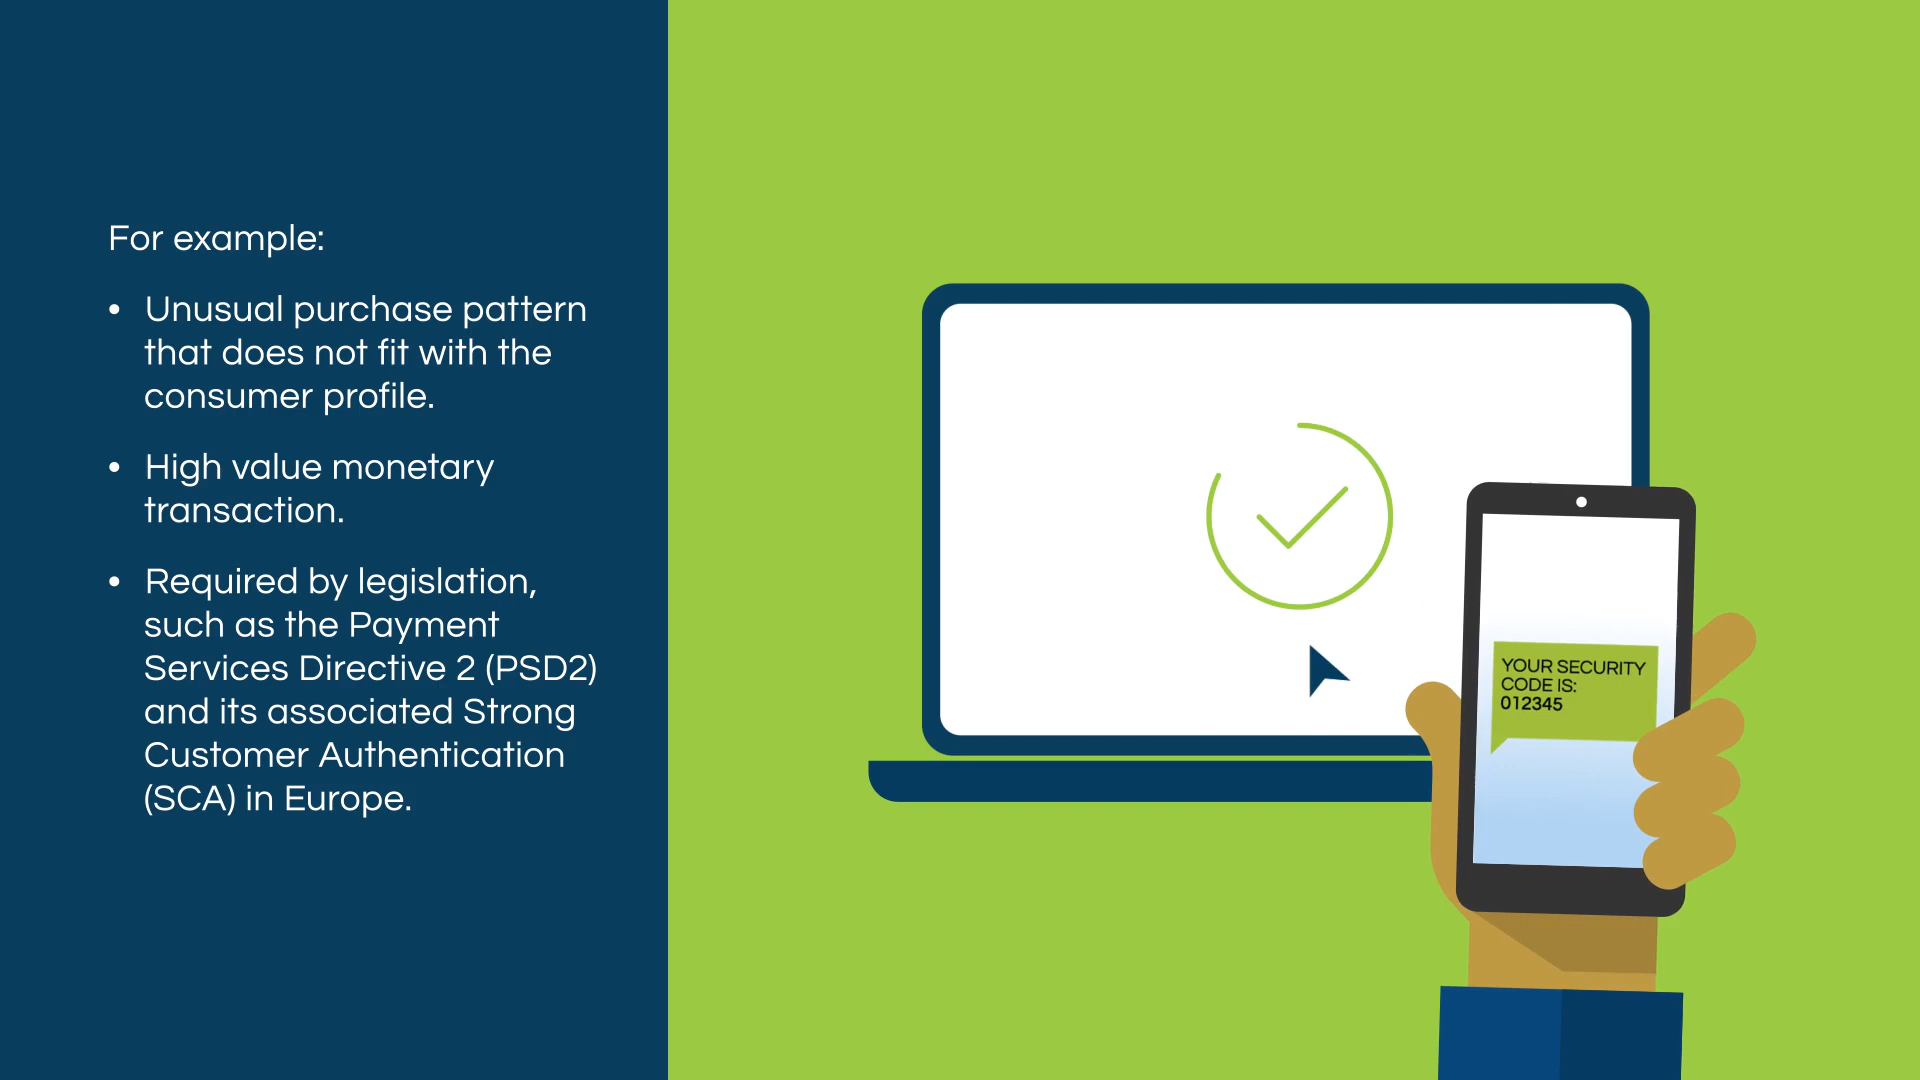 For example:
• Unusual purchase pattern
that does not fit with the
consumer profile.
• High value monetary
transaction.
• Required by legislation,
such as the Payment
Services Directive 2 (PSD2)
and its associated Strong
Customer Authentication
(SCA) in Europe.
YOUR SECURITY
CODE IS:
012345